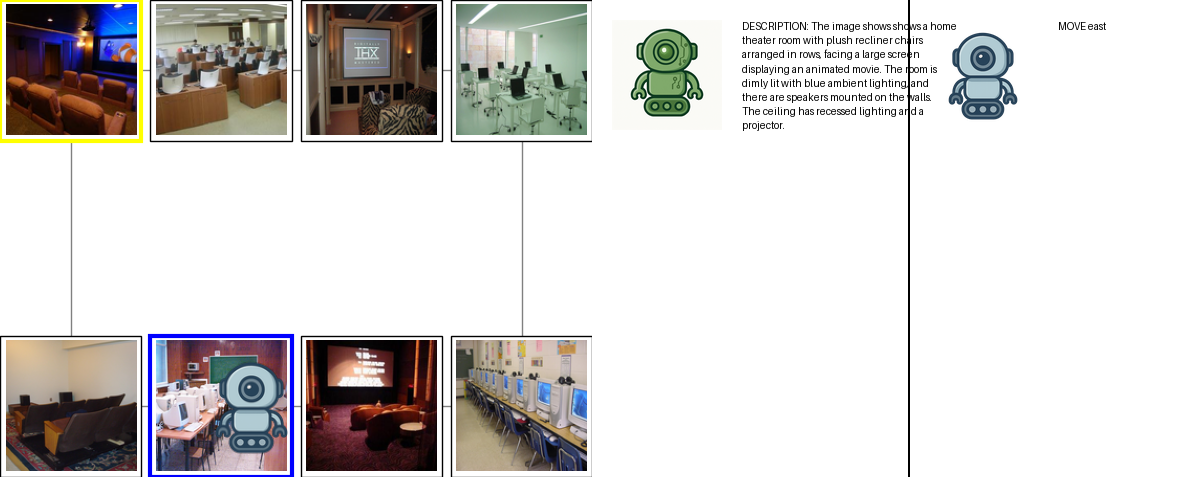 DESCRIPTION: The image shows shows a home
theater room with plush recliner chairs
arranged in rows, facing a large screen
displaying an animated movie. The room is
dimly lit with blue ambient lighting, and
there are speakers mounted on the walls.
The ceiling has recessed lighting and a
projector.
MOVE east
THX